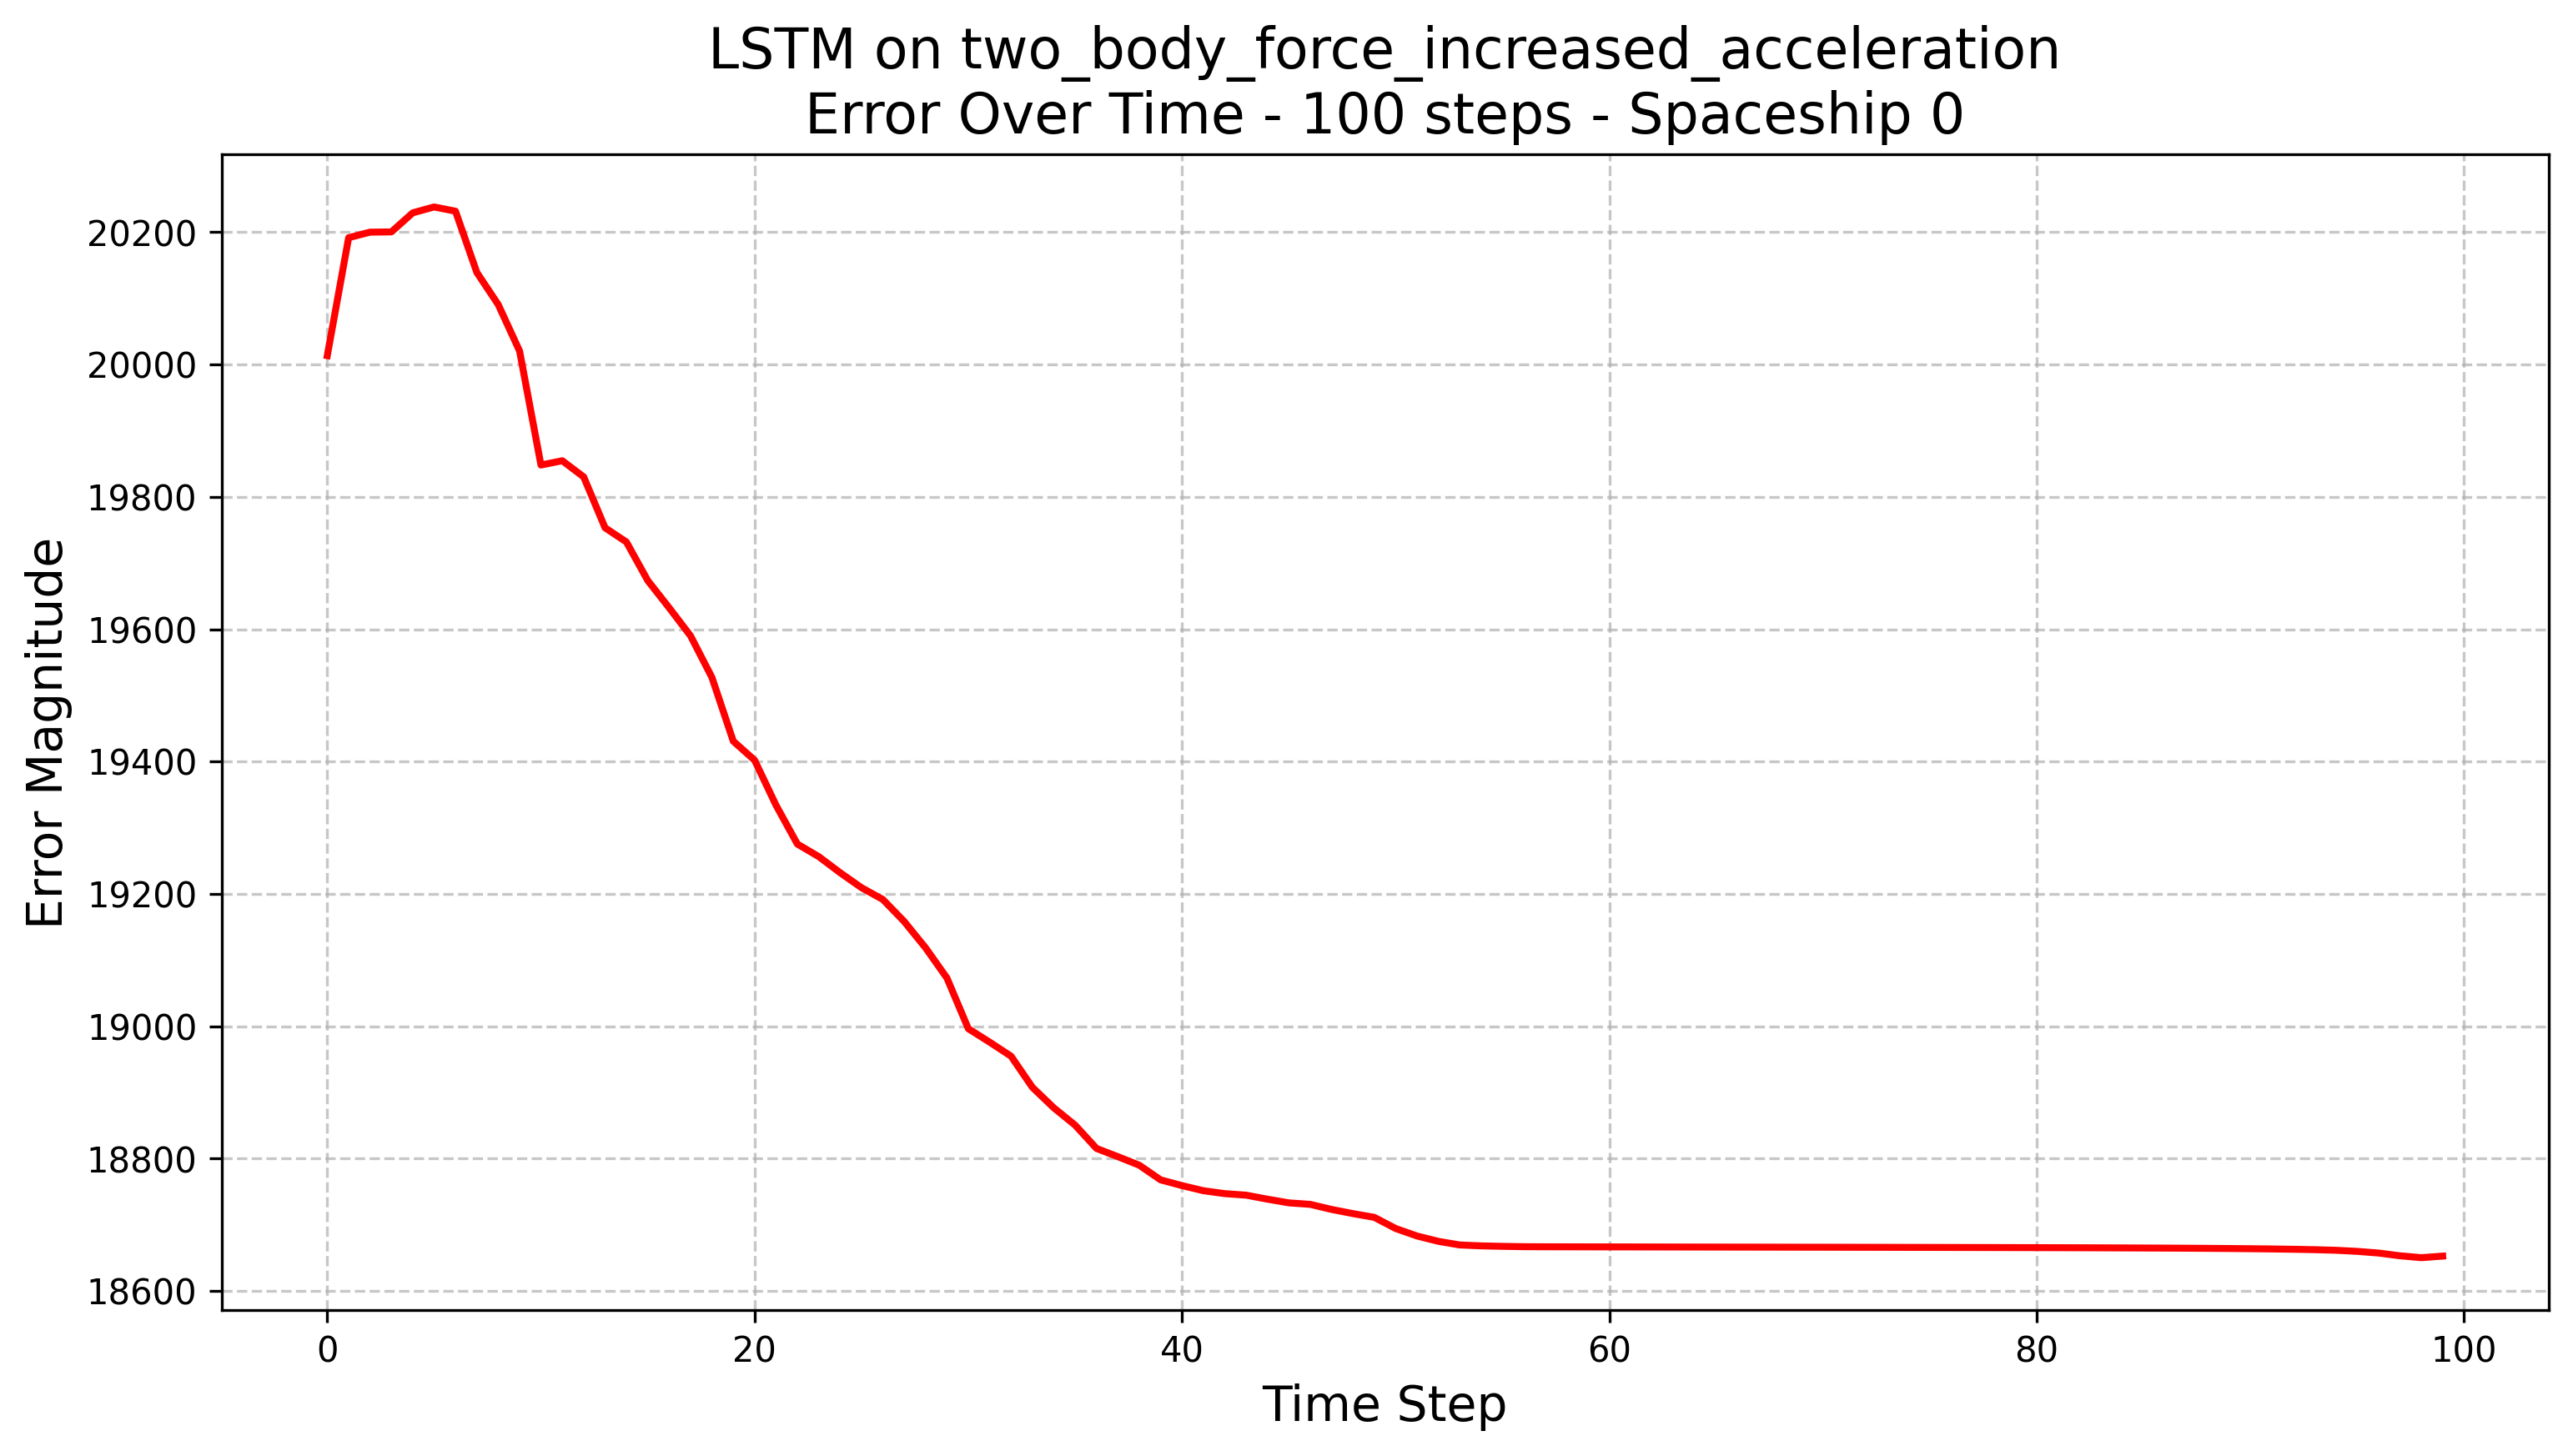 LSTM on two_body_force_increased_acceleration
Error Over Time - 100 steps - Spaceship 0
Error Magnitude
20200
20000
19800
19600
19400
19200
19000
18800
18600
0 20 40 60 80 100
Time Step